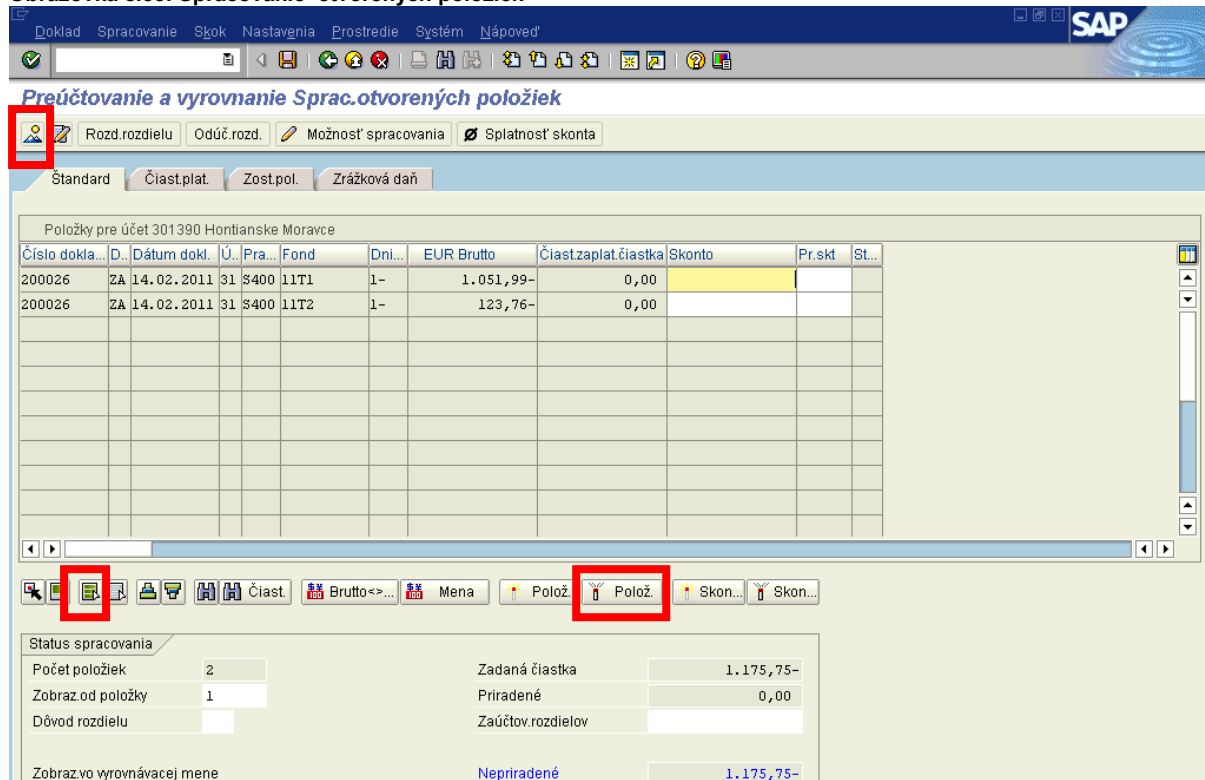 Doklad Spracovanie Skok Nastavenia Prostredie Systém Nápoveď
SAP
Preúčtovanie a vyrovnanie Sprac.otvorených položiek
Rozd.rozdielu Odúč.rozd. Možnosť spracovania Splatnosť skonta
Štandard Čiast.plat. Zost.pol. Zrážková daň
Položky pre účet 301390 Hontianske Moravce
Číslo dokla... D.. Dátum dokl. Ú.. Pra... Fond Dni... EUR Brutto Čiast.zaplat.čiastka Skonto Pr.skt St...
200026 ZA 14.02.2011 31 S400 11T1 1- 1.051,99- 0,00
200026 ZA 14.02.2011 31 S400 11T2 1- 123,76- 0,00
Čiast. Brutto<>... Mena Polož. Polož. Skon... Skon...
Status spracovania
Počet položiek 2 Zadaná čiastka 1.175,75-
Zobraz.od položky 1 Priradené 0,00
Dôvod rozdielu Zaúčtov.rozdielov
Zobraz.vo vyrovnávacej mene Nepriradené 1.175,75-